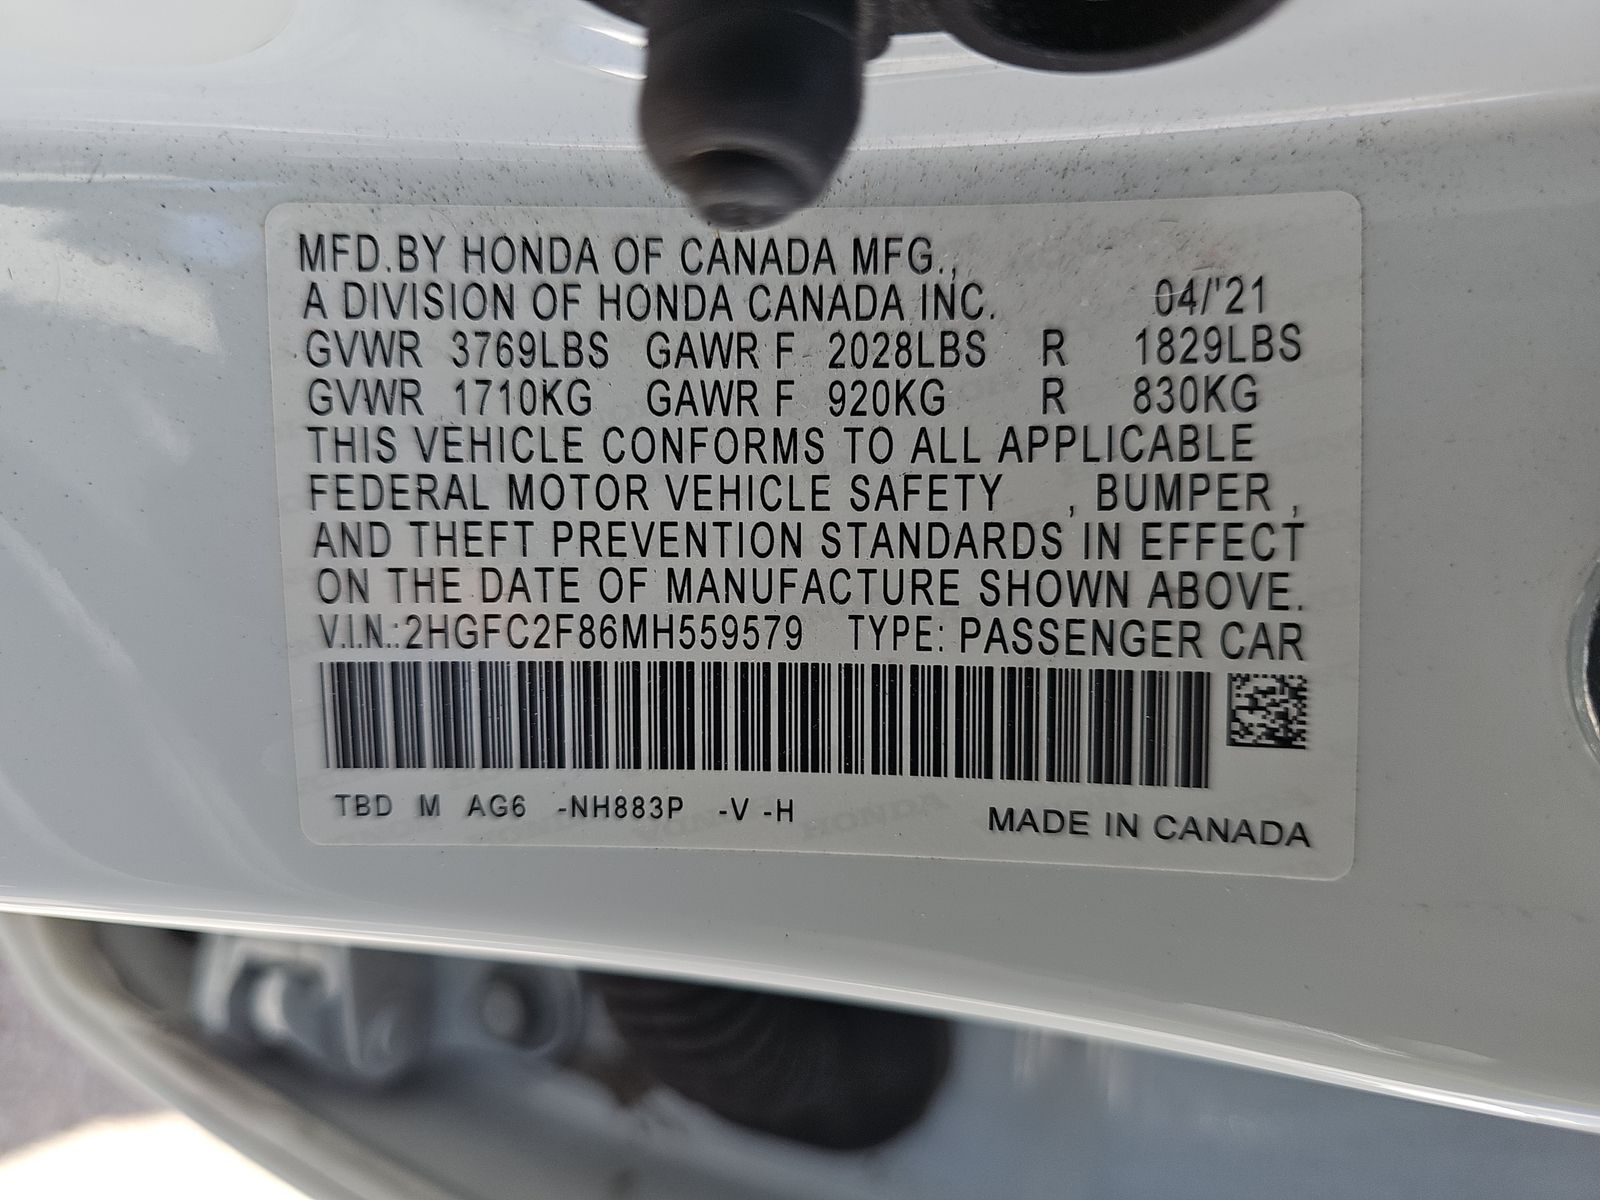 MFD.BY HONDA OF CANADA MFG.,
A DIVISION OF HONDA CANADA INC. 04/'21
GVWR 3769LBS GAWR F 2028LBS R 1829LBS
GVWR 1710KG GAWR F 920KG R 830KG
THIS VEHICLE CONFORMS TO ALL APPLICABLE
FEDERAL MOTOR VEHICLE SAFETY , BUMPER ,
AND THEFT PREVENTION STANDARDS IN EFFECT
ON THE DATE OF MANUFACTURE SHOWN ABOVE.
V.I.N.:2HGFC2F86MH559579 TYPE: PASSENGER CAR
TBD M AG6 -NH883P -V -H
HONDA
MADE IN CANADA